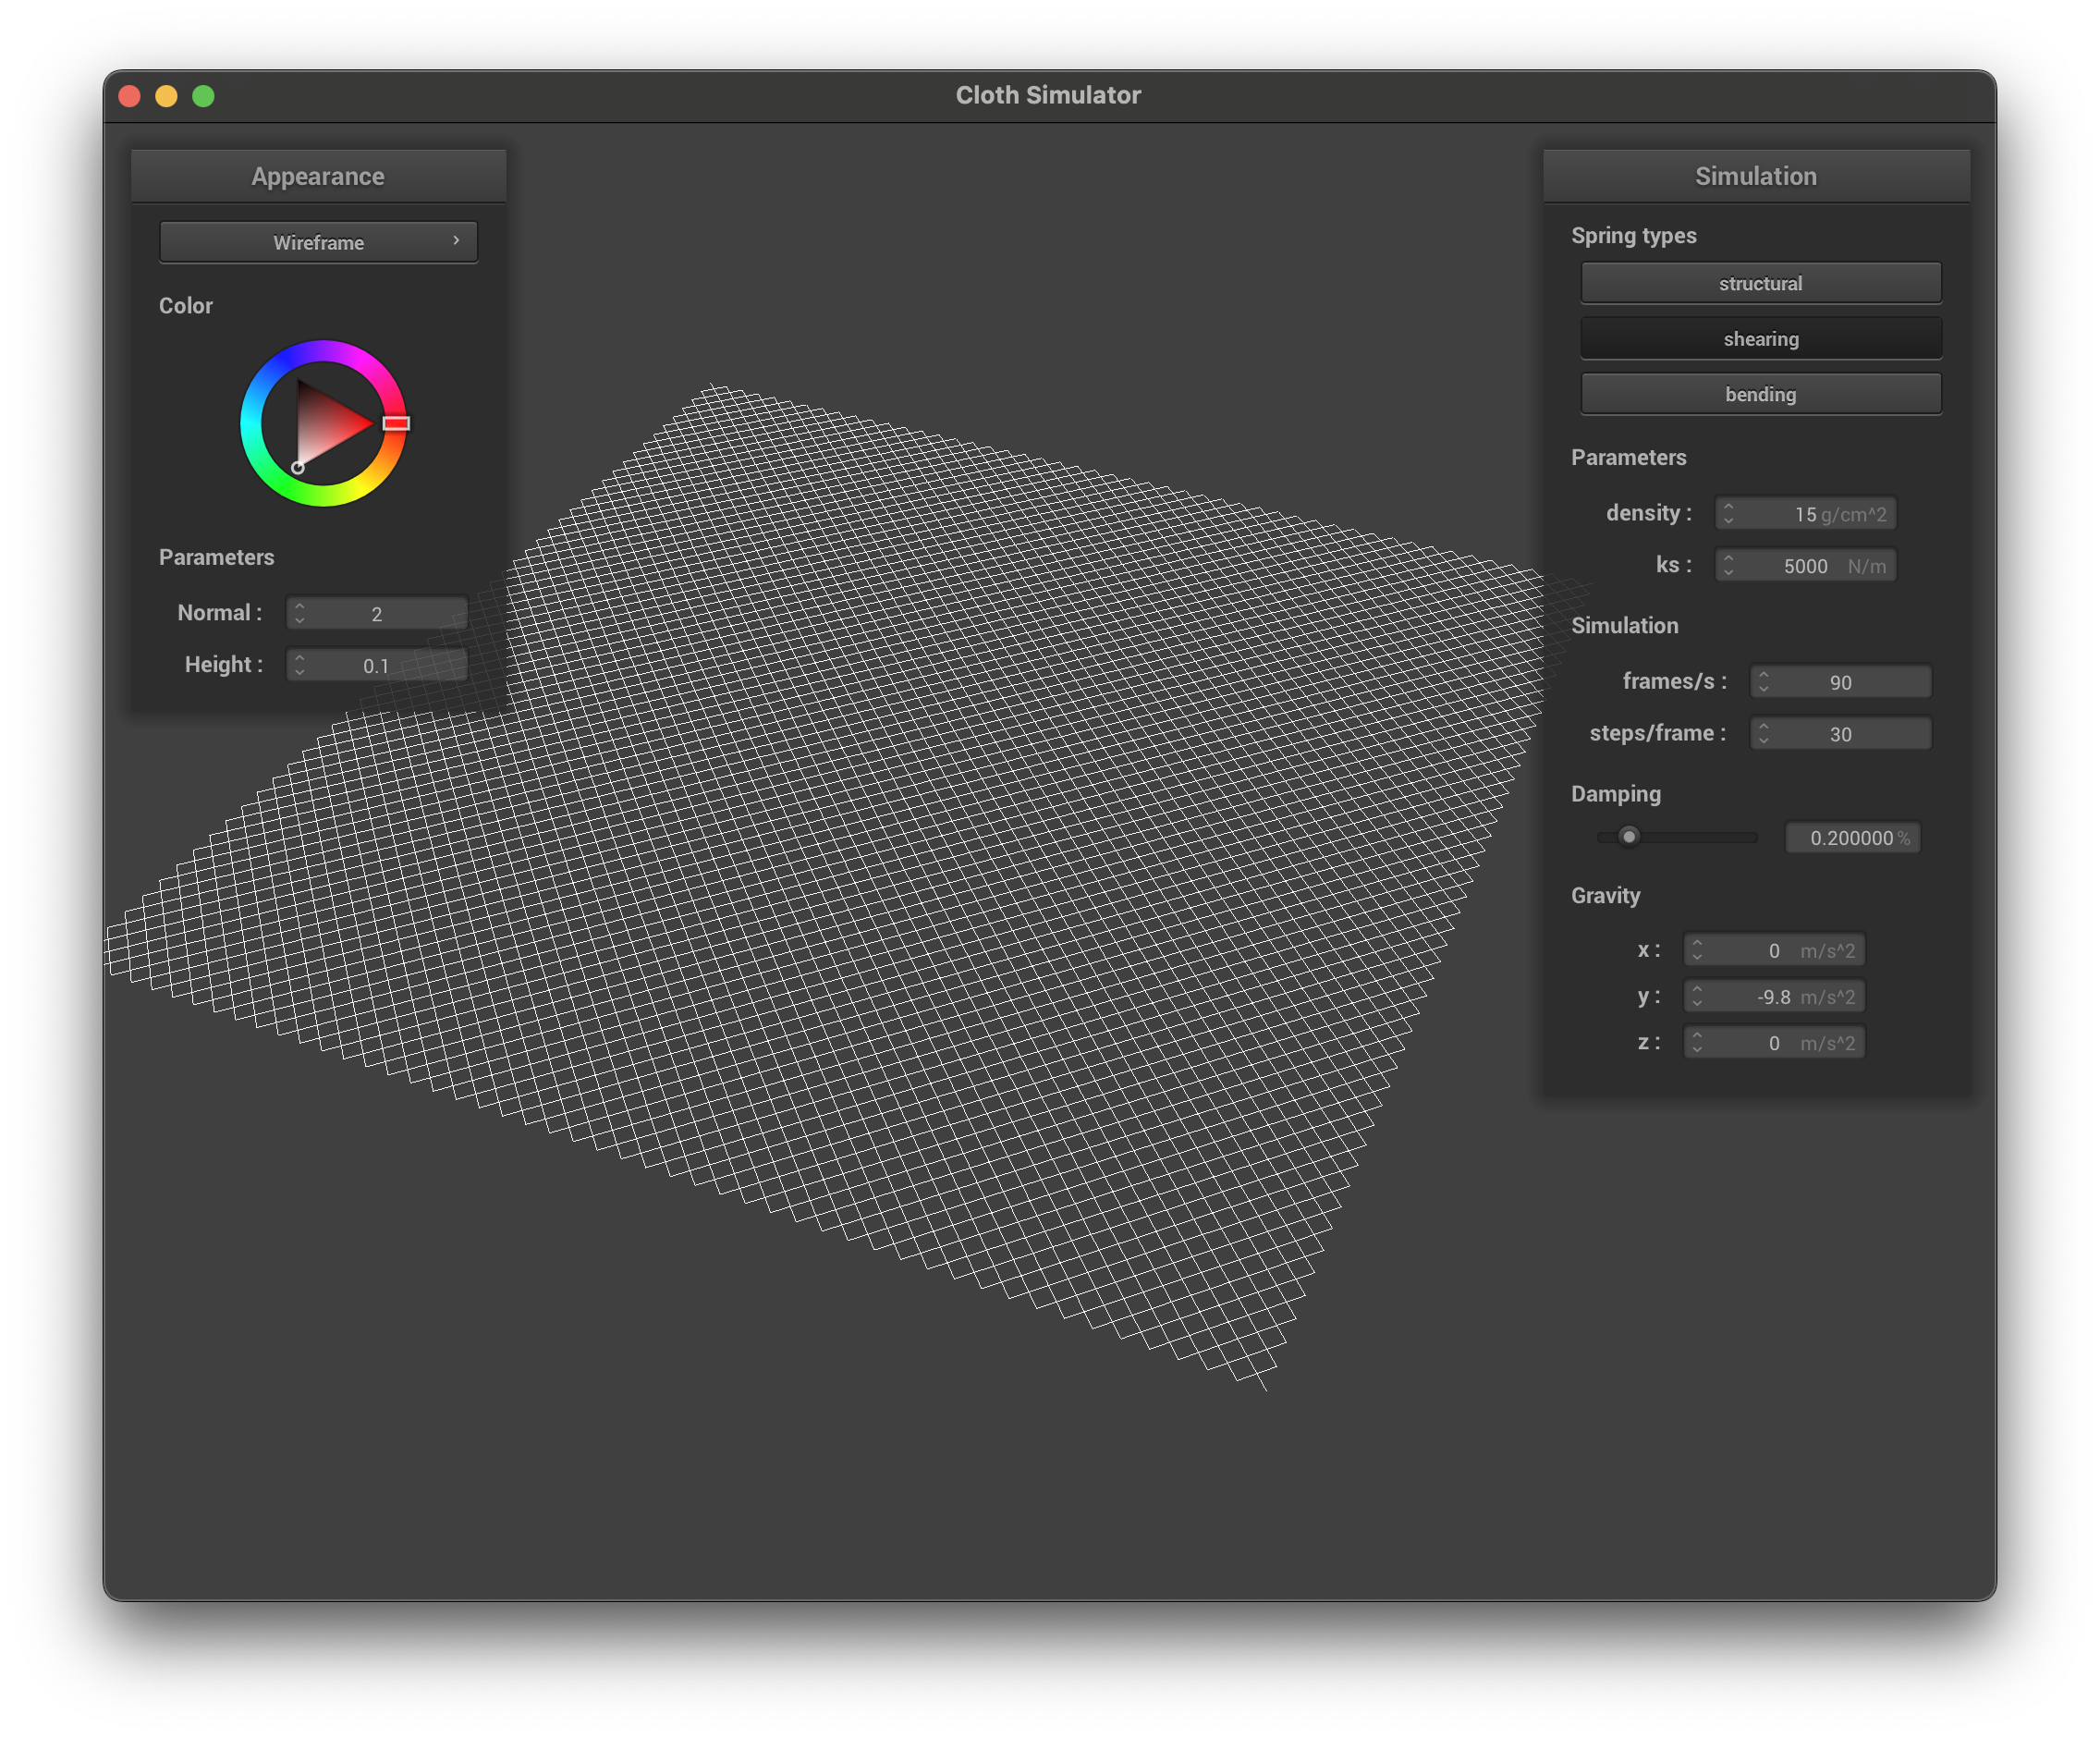 Cloth Simulator
Appearance
Wireframe
Color
Parameters
Normal : 2
Height : 0.1
Simulation
Spring types
structural
shearing
bending
Parameters
density : 15 g/cm^2
ks : 5000 N/m
Simulation
frames/s : 90
steps/frame : 30
Damping
0.200000 %
Gravity
x : 0 m/s^2
y : -9.8 m/s^2
z : 0 m/s^2